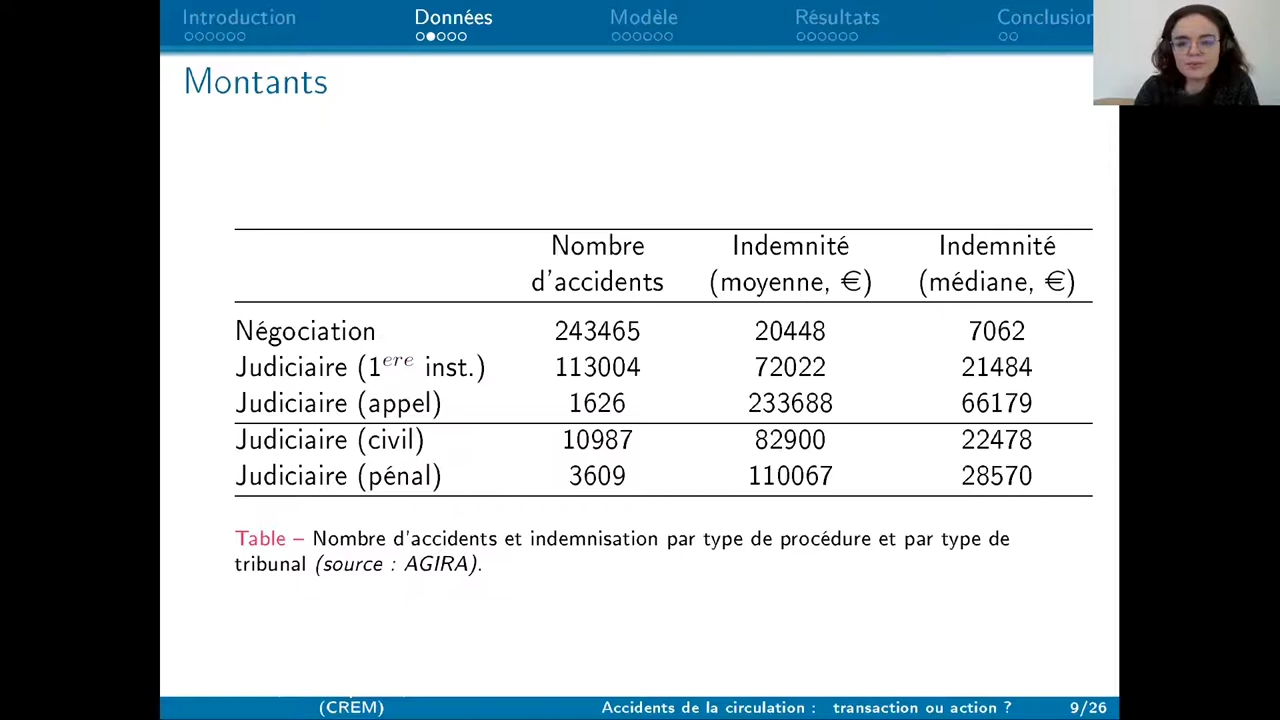 Introduction Données Modèle Résultats Conclusion
Montants
Nombre d'accidents Indemnité (moyenne, €) Indemnité (médiane, €)
Négociation 243465 20448 7062
Judiciaire (1ere inst.) 113004 72022 21484
Judiciaire (appel) 1626 233688 66179
Judiciaire (civil) 10987 82900 22478
Judiciaire (pénal) 3609 110067 28570
Table – Nombre d'accidents et indemnisation par type de procédure et par type de
tribunal (source : AGIRA).
(CREM) Accidents de la circulation : transaction ou action ? 9/26